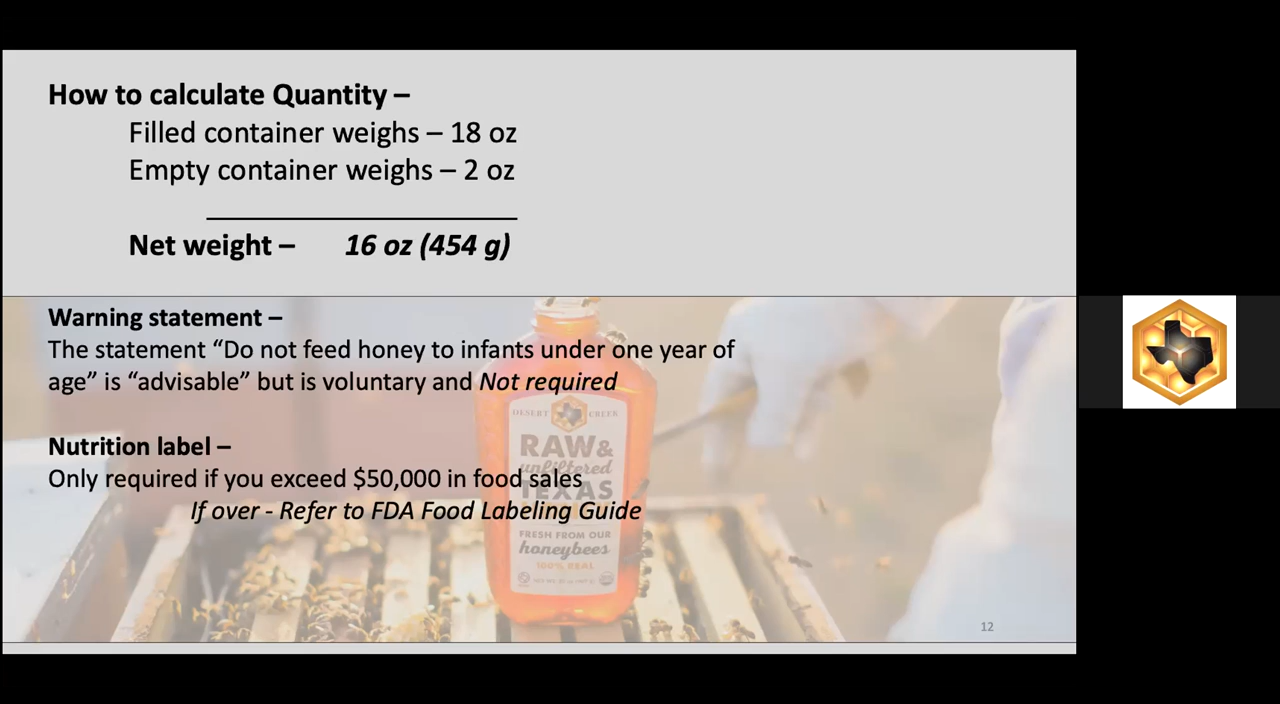 How to calculate Quantity –
Filled container weighs – 18 oz
Empty container weighs – 2 oz
Net weight – 16 oz (454 g)
Warning statement –
The statement “Do not feed honey to infants under one year of
age” is “advisable” but is voluntary and Not required
Nutrition label –
Only required if you exceed $50,000 in food sales
If over - Refer to FDA Food Labeling Guide
DESERT CREEK
RAW&
unfiltered
TEXAS
FRESH FROM OUR
honeybees
100% REAL
12